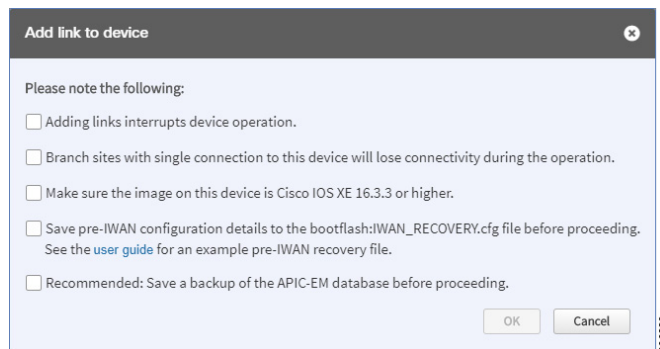 Add link to device
Please note the following:
Adding links interrupts device operation.
Branch sites with single connection to this device will lose connectivity during the operation.
Make sure the image on this device is Cisco IOS XE 16.3.3 or higher.
Save pre-IWAN configuration details to the bootflash:IWAN_RECOVERY.cfg file before proceeding.
See the user guide for an example pre-IWAN recovery file.
Recommended: Save a backup of the APIC-EM database before proceeding.
OK Cancel